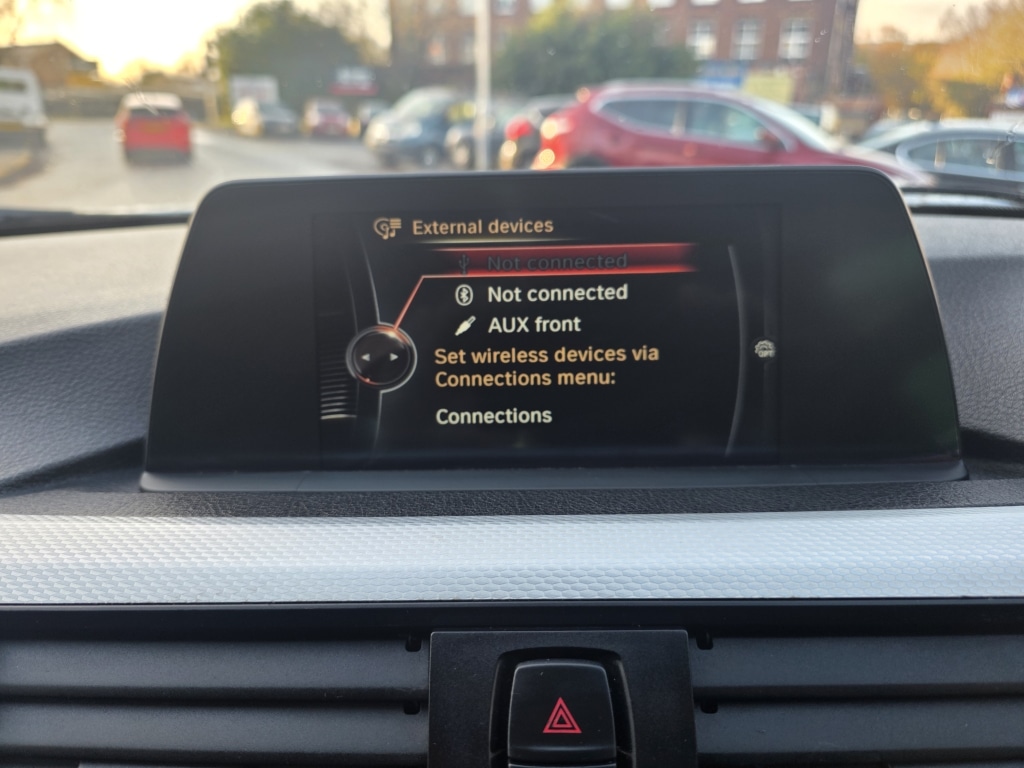 External devices
Not connected
Not connected
AUX front
Set wireless devices via
Connections menu:
Connections